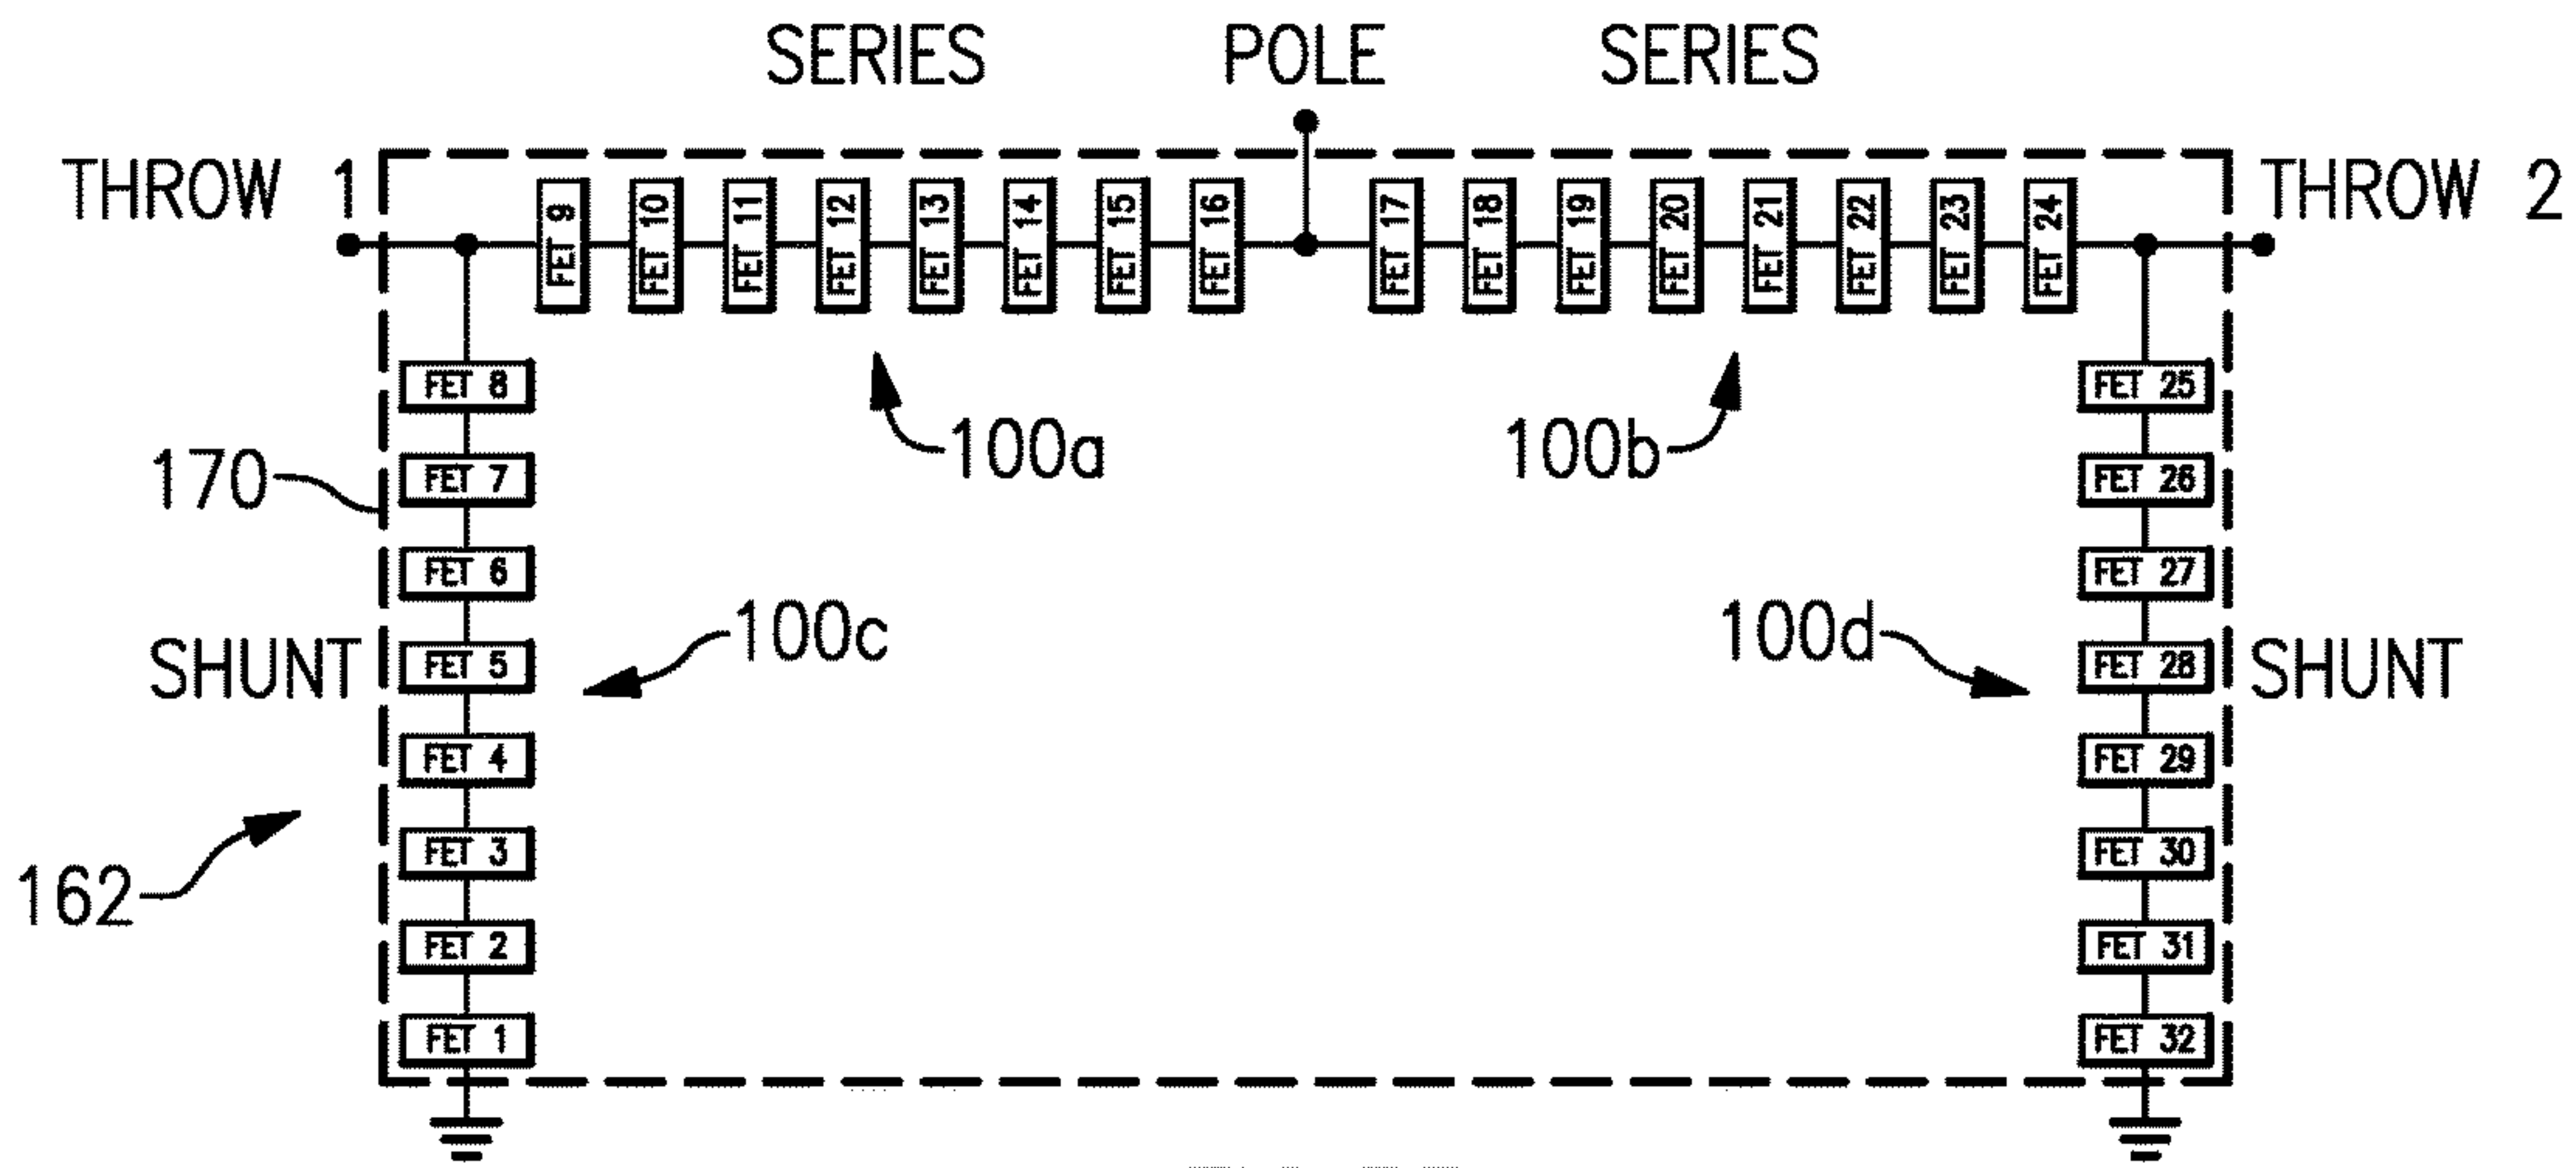 SERIES POLE SERIES
THROW 1 THROW 2
FET 9 FET 10 FET 11 FET 12 FET 13 FET 14 FET 15 FET 16 FET 17 FET 18 FET 19 FET 20 FET 21 FET 22 FET 23 FET 24
FET 8 FET 25
100a 100b
170 FET 7 FET 26
FET 6 FET 27
100c 100d
SHUNT FET 5 FET 28 SHUNT
FET 4 FET 29
FET 3 FET 30
162
FET 2 FET 31
FET 1 FET 32